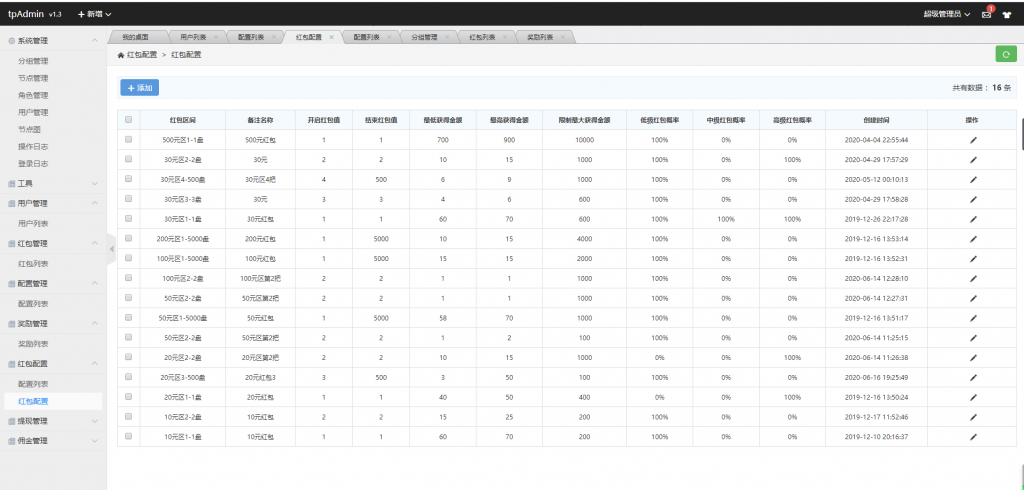 tpAdmin v1.3 新增 超级管理员 1
系统管理
分组管理
节点管理
角色管理
用户管理
节点图
操作日志
登录日志
工具
用户管理
用户列表
红包管理
红包列表
配置管理
配置列表
奖励管理
奖励列表
红包配置
配置列表
红包配置
提现管理
佣金管理
我的桌面 用户列表 配置列表 红包配置 配置列表 分组管理 红包列表 奖励列表
红包配置 > 红包配置
添加 共有数据： 16 条
红包区间 备注名称 开启红包值 结束红包值 最低获得金额 最高获得金额 限制最大获得金额 低级红包概率 中极红包概率 高极红包概率 创建时间 操作
500元区1-1盘 500元红包 1 1 700 900 10000 100% 0% 0% 2020-04-04 22:55:44
30元区2-2盘 30元 2 2 10 15 1000 100% 0% 100% 2020-04-29 17:57:29
30元区4-500盘 30元区4把 4 500 6 9 1000 100% 0% 0% 2020-05-12 00:10:13
30元区3-3盘 30元 3 3 4 6 600 100% 0% 0% 2020-04-29 17:58:28
30元区1-1盘 30元红包 1 1 60 70 600 100% 100% 100% 2019-12-26 22:17:28
200元区1-5000盘 200元红包 1 5000 10 15 4000 100% 0% 0% 2019-12-16 13:53:14
100元区1-5000盘 100元红包 1 5000 15 15 2000 100% 0% 0% 2019-12-16 13:52:31
100元区2-2盘 100元区第2把 2 2 1 1 1000 100% 0% 0% 2020-06-14 12:28:10
50元区2-2盘 50元区第2把 2 2 1 1 1000 100% 0% 0% 2020-06-14 12:27:31
50元区1-5000盘 50元红包 1 5000 58 70 1000 100% 0% 0% 2019-12-16 13:51:17
50元区2-2盘 50元区第2把 2 2 1 2 100 100% 0% 0% 2020-06-14 11:25:15
20元区2-2盘 20元区第2把 2 2 10 15 1000 0% 0% 100% 2020-06-14 11:26:38
20元区3-500盘 20元红包3 3 500 3 50 100 100% 0% 0% 2020-06-16 19:25:49
20元区1-1盘 20元红包 1 1 40 50 400 0% 0% 100% 2019-12-16 13:50:24
10元区2-2盘 10元红包 2 2 15 25 200 100% 0% 0% 2019-12-17 11:52:46
10元区1-1盘 10元红包 1 1 60 70 200 100% 0% 0% 2019-12-10 20:16:37